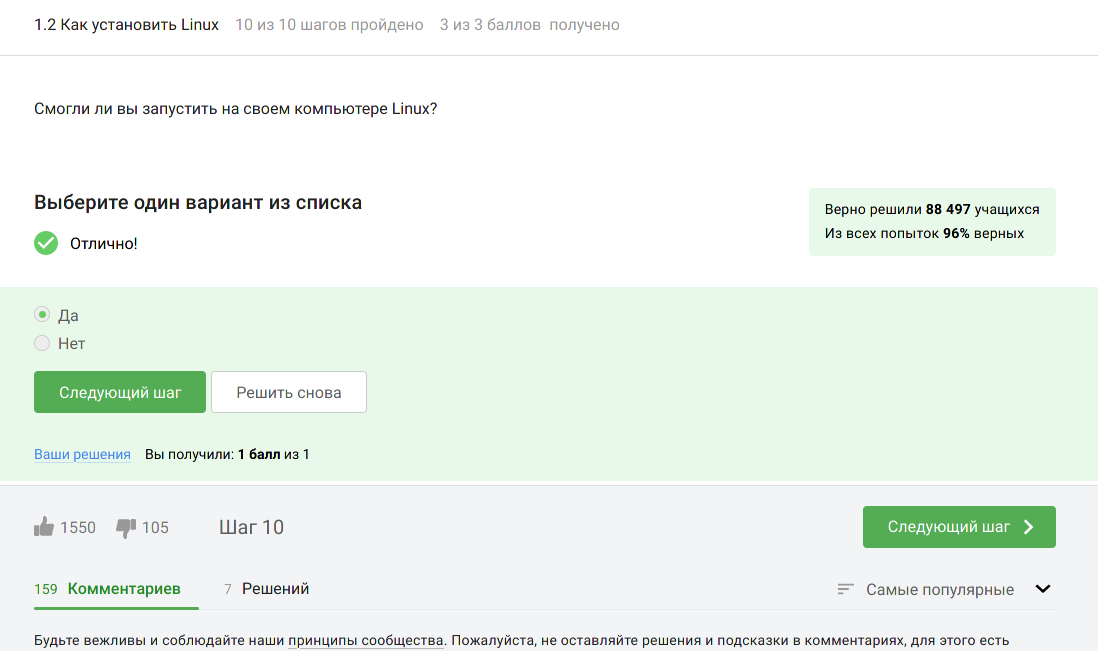 1.2 Как установить Linux 10 из 10 шагов пройдено 3 из 3 баллов получено
Смогли ли вы запустить на своем компьютере Linux?
Выберите один вариант из списка
Отлично!
Верно решили 88 497 учащихся
Из всех попыток 96% верных
Да
Нет
Следующий шаг Решить снова
Ваши решения Вы получили: 1 балл из 1
1550 105 Шаг 10 Следующий шаг
159 Комментариев 7 Решений Самые популярные
Будьте вежливы и соблюдайте наши принципы сообщества. Пожалуйста, не оставляйте решения и подсказки в комментариях, для этого есть